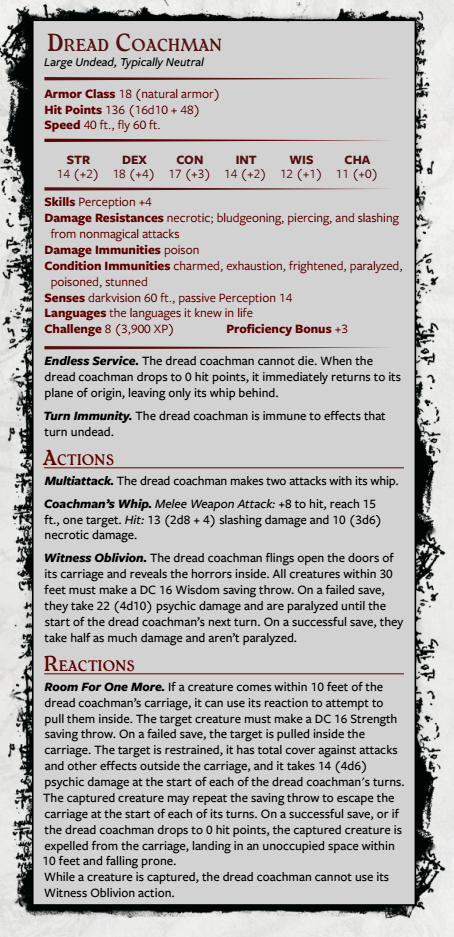 Dread Coachman
Large Undead, Typically Neutral
Armor Class 18 (natural armor)
Hit Points 136 (16d10 + 48)
Speed 40 ft., fly 60 ft.
STR DEX CON INT WIS CHA
14 (+2) 18 (+4) 17 (+3) 14 (+2) 12 (+1) 11 (+0)
Skills Perception +4
Damage Resistances necrotic; bludgeoning, piercing, and slashing
from nonmagical attacks
Damage Immunities poison
Condition Immunities charmed, exhaustion, frightened, paralyzed,
poisoned, stunned
Senses darkvision 60 ft., passive Perception 14
Languages the languages it knew in life
Challenge 8 (3,900 XP) Proficiency Bonus +3
Endless Service. The dread coachman cannot die. When the
dread coachman drops to 0 hit points, it immediately returns to its
plane of origin, leaving only its whip behind.
Turn Immunity. The dread coachman is immune to effects that
turn undead.
Actions
Multiattack. The dread coachman makes two attacks with its whip.
Coachman's Whip. Melee Weapon Attack: +8 to hit, reach 15
ft., one target. Hit: 13 (2d8 + 4) slashing damage and 10 (3d6)
necrotic damage.
Witness Oblivion. The dread coachman flings open the doors of
its carriage and reveals the horrors inside. All creatures within 30
feet must make a DC 16 Wisdom saving throw. On a failed save,
they take 22 (4d10) psychic damage and are paralyzed until the
start of the dread coachman's next turn. On a successful save, they
take half as much damage and aren't paralyzed.
Reactions
Room For One More. If a creature comes within 10 feet of the
dread coachman's carriage, it can use its reaction to attempt to
pull them inside. The target creature must make a DC 16 Strength
saving throw. On a failed save, the target is pulled inside the
carriage. The target is restrained, it has total cover against attacks
and other effects outside the carriage, and it takes 14 (4d6)
psychic damage at the start of each of the dread coachman's turns.
The captured creature may repeat the saving throw to escape the
carriage at the start of each of its turns. On a successful save, or if
the dread coachman drops to 0 hit points, the captured creature is
expelled from the carriage, landing in an unoccupied space within
10 feet and falling prone.
While a creature is captured, the dread coachman cannot use its
Witness Oblivion action.